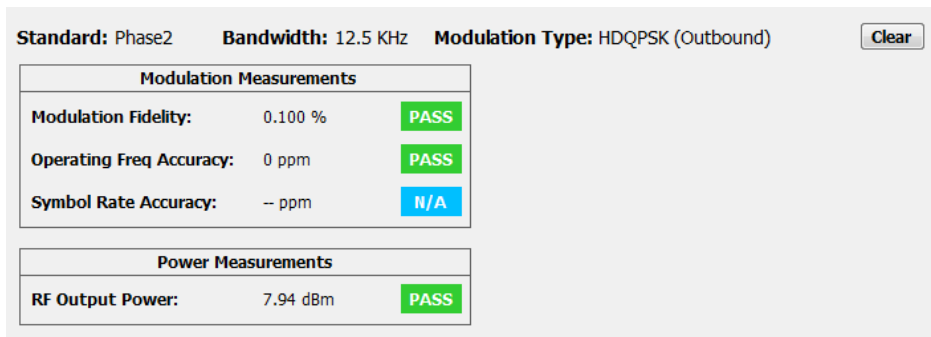 Standard: Phase2 Bandwidth: 12.5 KHz Modulation Type: HDQPSK (Outbound) Clear
Modulation Measurements
Modulation Fidelity: 0.100 % PASS
Operating Freq Accuracy: 0 ppm PASS
Symbol Rate Accuracy: -- ppm N/A
Power Measurements
RF Output Power: 7.94 dBm PASS